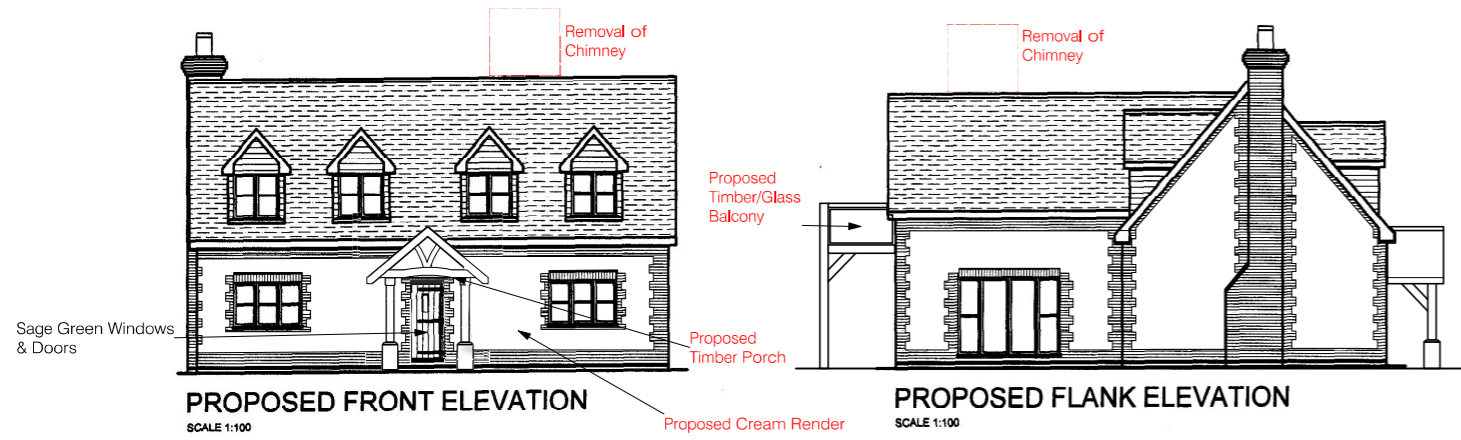 Removal of
Chimney
Sage Green Windows
& Doors
Proposed
Timber Porch
Proposed Cream Render
PROPOSED FRONT ELEVATION
SCALE 1:100
Removal of
Chimney
Proposed
Timber/Glass
Balcony
PROPOSED FLANK ELEVATION
SCALE 1:100